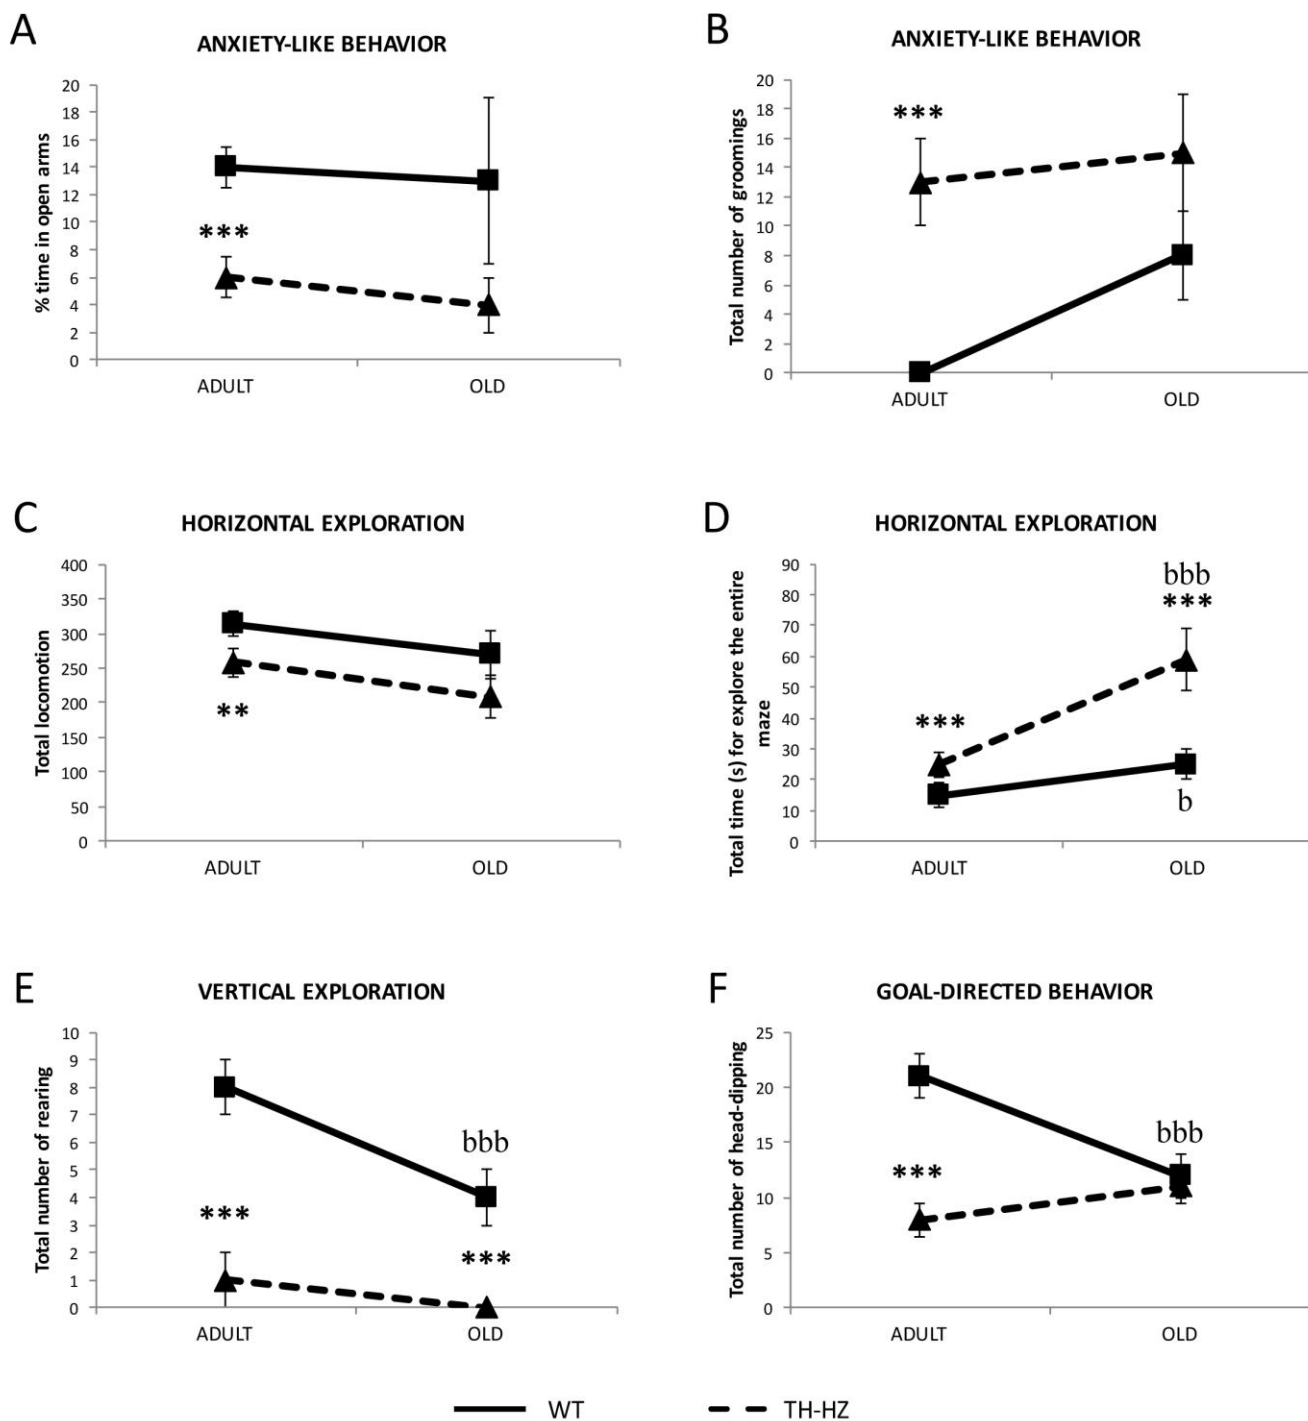 A
ANXIETY-LIKE BEHAVIOR
% time in open arms
20
18
16
14
12
10
8
6
4
2
0
***
ADULT
OLD
B
ANXIETY-LIKE BEHAVIOR
Total number of groomings
20
18
16
14
12
10
8
6
4
2
0
***
ADULT
OLD
C
HORIZONTAL EXPLORATION
Total locomotion
400
350
300
250
200
150
100
50
0
**
ADULT
OLD
D
HORIZONTAL EXPLORATION
Total time (s) for explore the entire
maze
90
80
70
60
50
40
30
20
10
0
***
bbb
***
b
ADULT
OLD
E
VERTICAL EXPLORATION
Total number of rearing
10
9
8
7
6
5
4
3
2
1
0
***
bbb
***
ADULT
OLD
F
GOAL-DIRECTED BEHAVIOR
Total number of head-dipping
25
20
15
10
5
0
***
bbb
ADULT
OLD
WT
TH-HZ